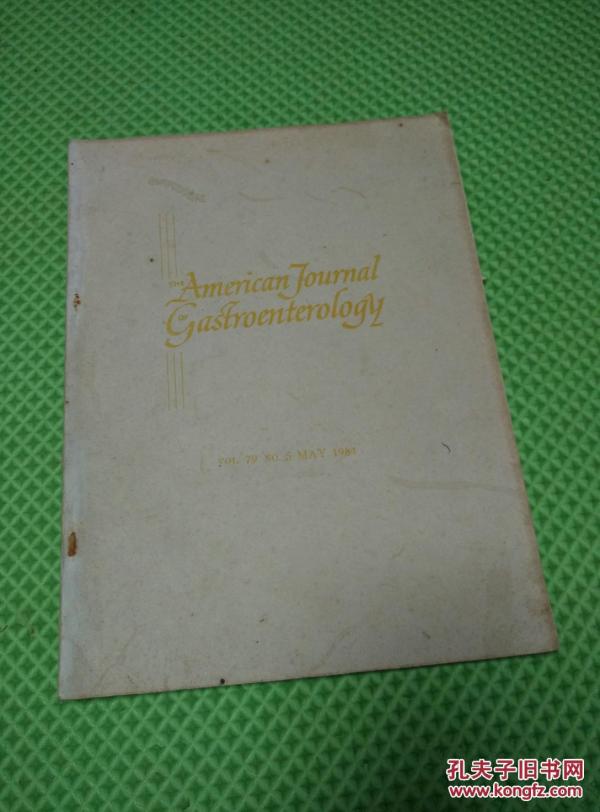 THE American Journal
OF Gastroenterology
VOL. 79 NO. 5 MAY 1984
孔夫子旧书网
www.kongfz.com